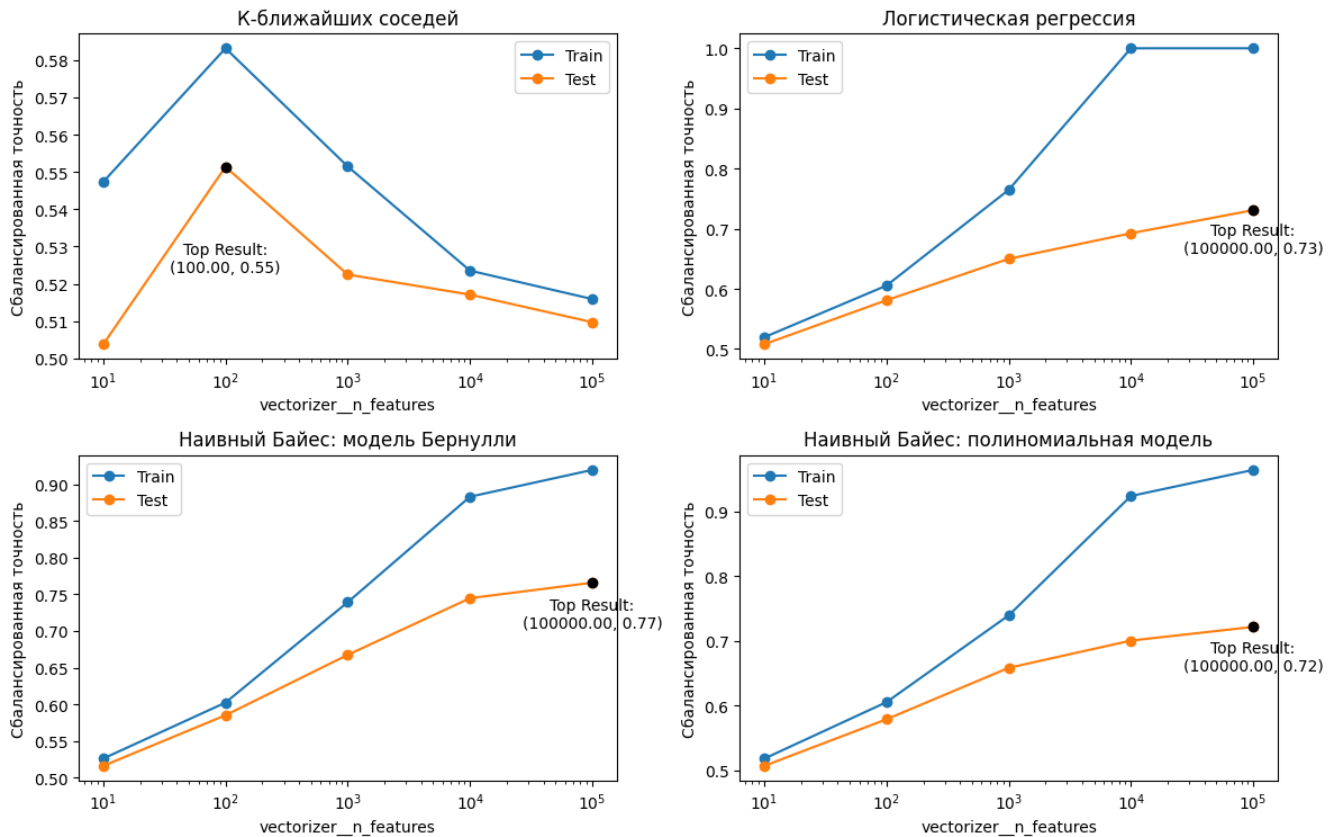 К-ближайших соседей
Сбалансированная точность
0.58
0.57
0.56
0.55
0.54
0.53
0.52
0.51
0.50
Train
Test
Top Result:
(100.00, 0.55)
10¹ 10² 10³ 10⁴ 10⁵
vectorizer__n_features
Логистическая регрессия
Сбалансированная точность
1.0
0.9
0.8
0.7
0.6
0.5
Train
Test
Top Result:
(100000.00, 0.73)
10¹ 10² 10³ 10⁴ 10⁵
vectorizer__n_features
Наивный Байес: модель Бернулли
Сбалансированная точность
0.90
0.85
0.80
0.75
0.70
0.65
0.60
0.55
0.50
Train
Test
Top Result:
(100000.00, 0.77)
10¹ 10² 10³ 10⁴ 10⁵
vectorizer__n_features
Наивный Байес: полиномиальная модель
Сбалансированная точность
0.9
0.8
0.7
0.6
0.5
Train
Test
Top Result:
(100000.00, 0.72)
10¹ 10² 10³ 10⁴ 10⁵
vectorizer__n_features